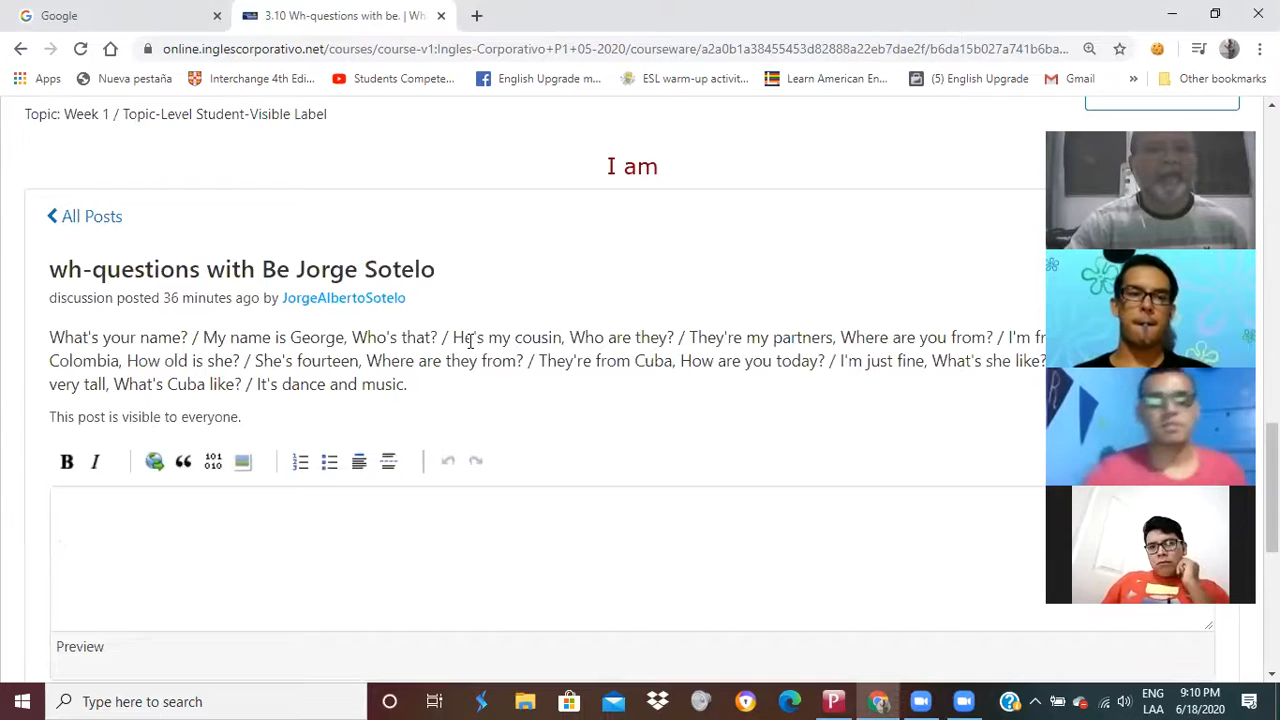 Google
3.10 Wh-questions with be. | Wh
online.inglescorporativo.net/courses/course-v1:Ingles-Corporativo+P1+05-2020/courseware/a2a0b1a38455453d82888a22eb7dae2f/b6da15b027a741b6ba...
Apps
Nueva pestaña
Interchange 4th Edi...
Students Compete...
English Upgrade m...
ESL warm-up activit...
Learn American En...
(5) English Upgrade
Gmail
»
Other bookmarks
Topic: Week 1 / Topic-Level Student-Visible Label
I am
All Posts
wh-questions with Be Jorge Sotelo
discussion posted 36 minutes ago by JorgeAlbertoSotelo
What's your name? / My name is George, Who's that? / He's my cousin, Who are they? / They're my partners, Where are you from? / I'm fr
Colombia, How old is she? / She's fourteen, Where are they from? / They're from Cuba, How are you today? / I'm just fine, What's she like?
very tall, What's Cuba like? / It's dance and music.
This post is visible to everyone.
B I 101 010
Preview
Type here to search
ENG
LAA
9:10 PM
6/18/2020